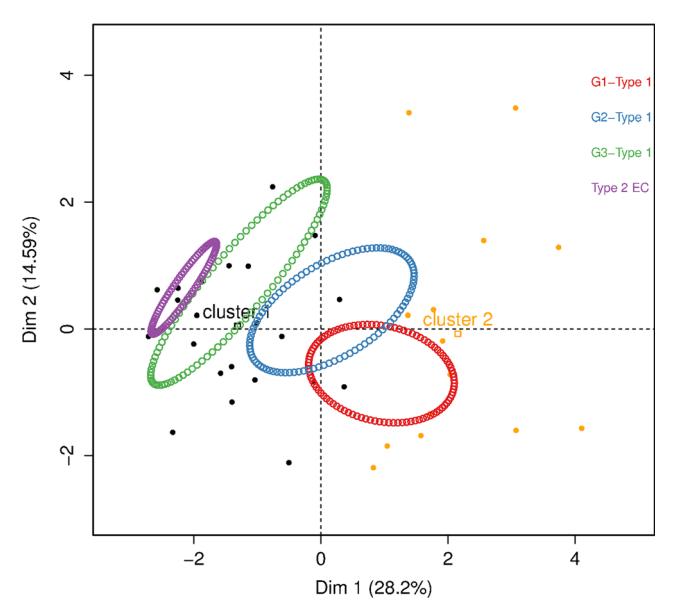 4
2
0
−2
Dim 2 (14.59%)
G1−Type 1
G2−Type 1
G3−Type 1
Type 2 EC
cluster 1
cluster 2
−2 0 2 4
Dim 1 (28.2%)